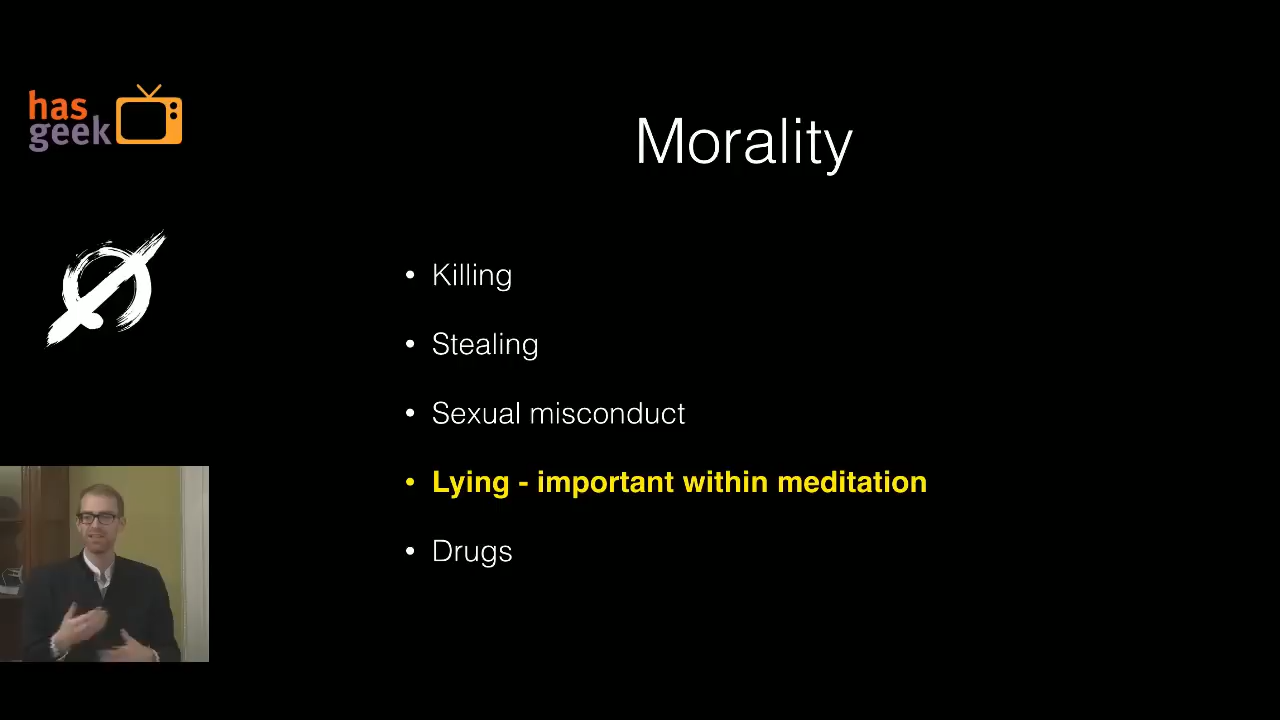 has
geek
Morality
• Killing
• Stealing
• Sexual misconduct
• Lying - important within meditation
• Drugs